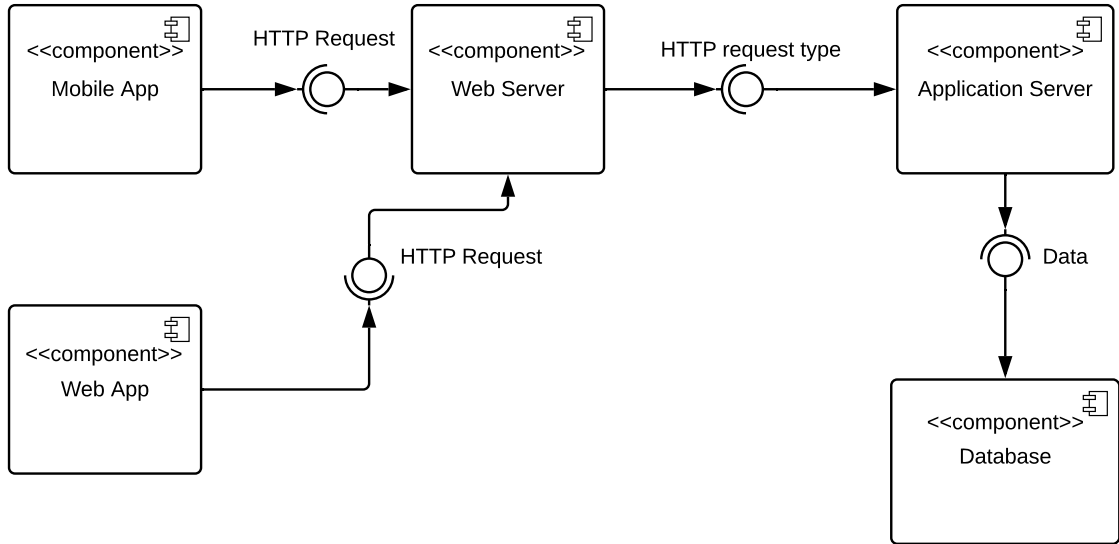 <<component>>
Mobile App
HTTP Request
<<component>>
Web Server
HTTP request type
<<component>>
Application Server
HTTP Request
Data
<<component>>
Web App
<<component>>
Database